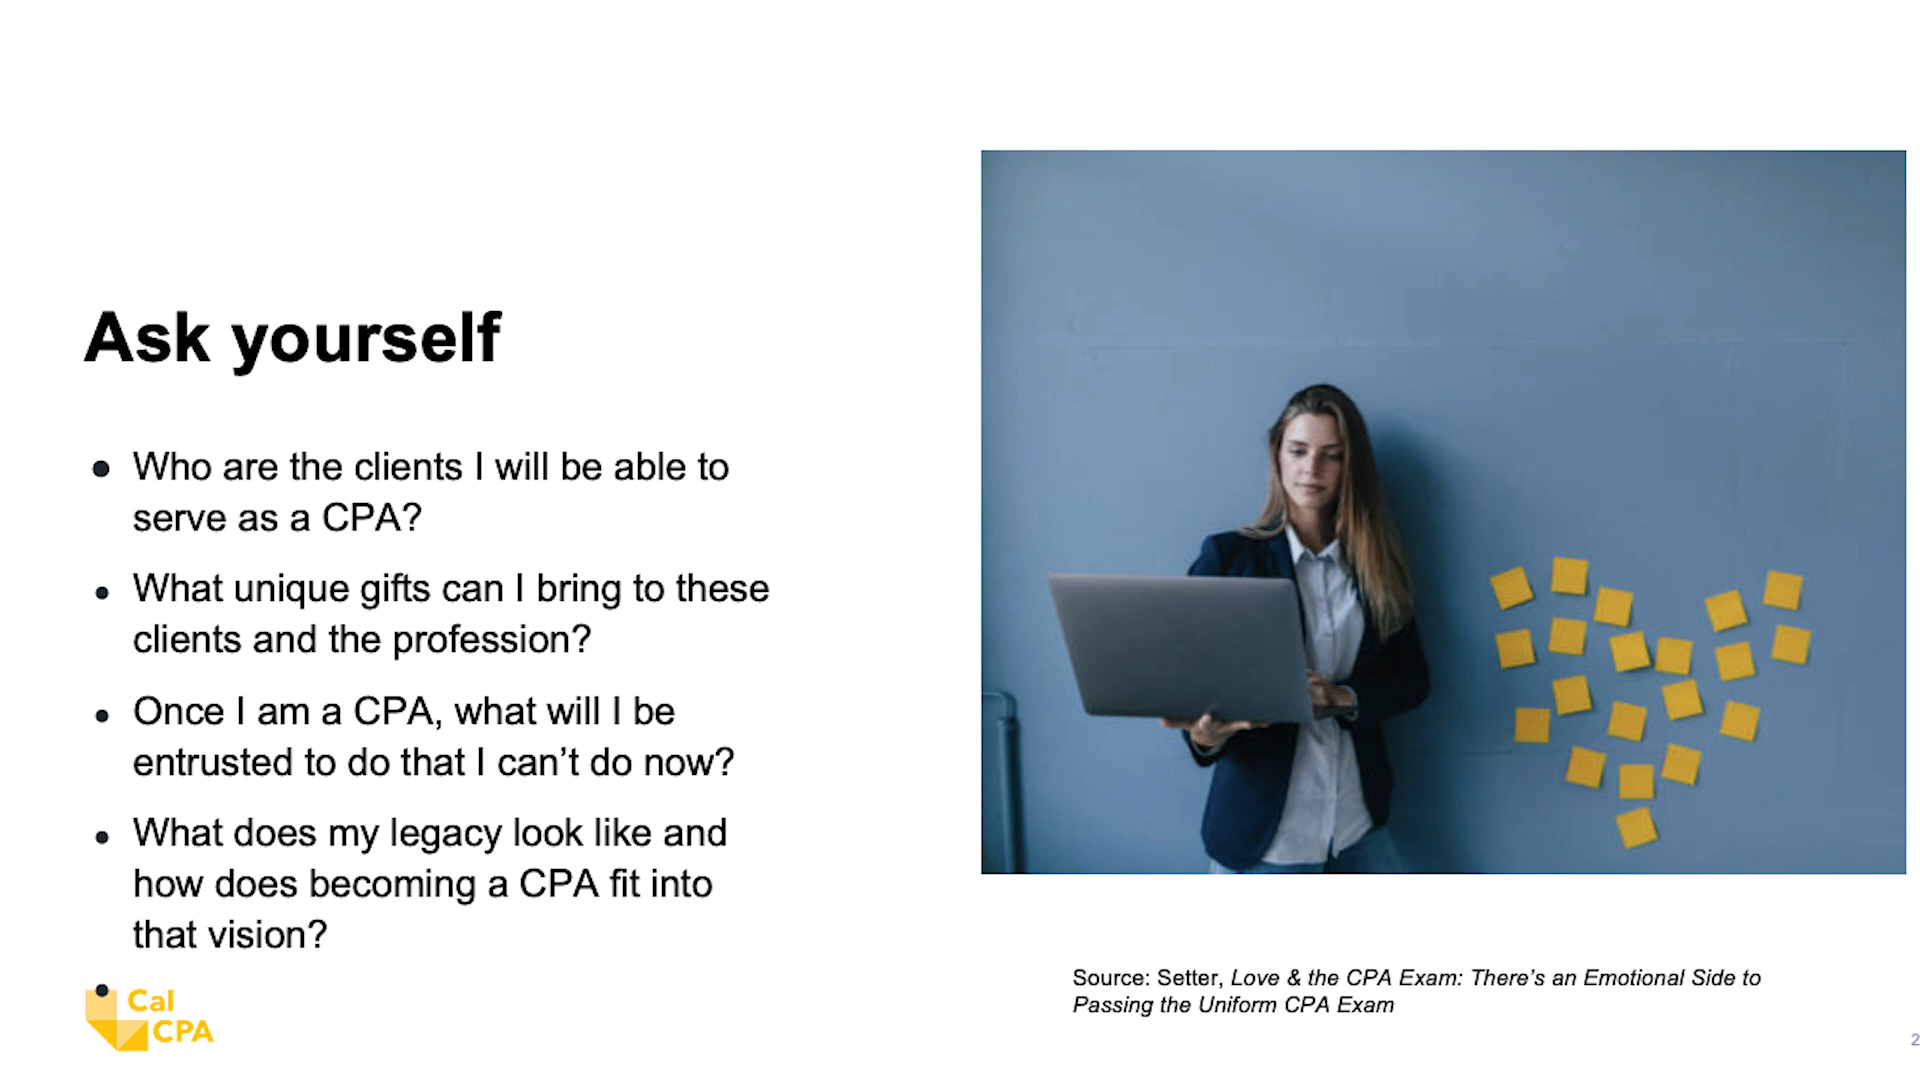 Ask yourself
Who are the clients I will be able to
serve as a CPA?
What unique gifts can I bring to these
clients and the profession?
Once I am a CPA, what will I be
entrusted to do that I can’t do now?
What does my legacy look like and
how does becoming a CPA fit into
that vision?
Cal
CPA
Source: Setter, Love & the CPA Exam: There’s an Emotional Side to
Passing the Uniform CPA Exam
2